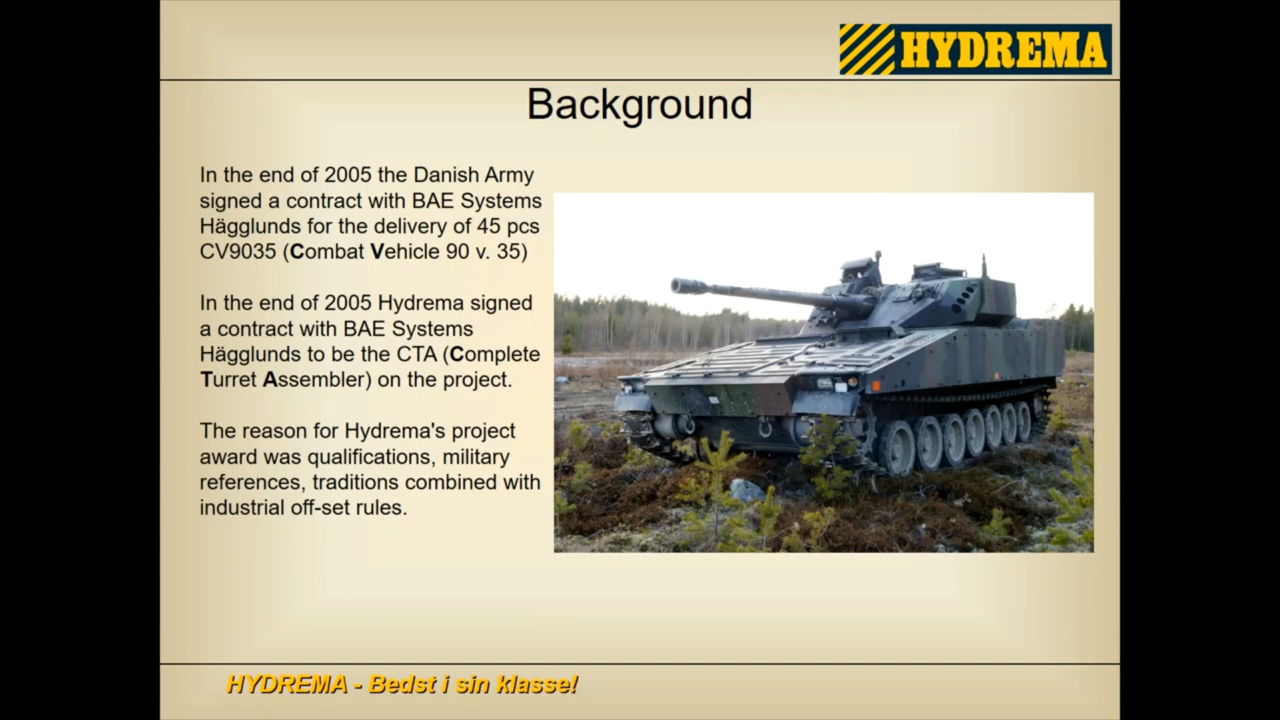 HYDREMA
Background
In the end of 2005 the Danish Army
signed a contract with BAE Systems
Hägglunds for the delivery of 45 pcs
CV9035 (Combat Vehicle 90 v. 35)
In the end of 2005 Hydrema signed
a contract with BAE Systems
Hägglunds to be the CTA (Complete
Turret Assembler) on the project.
The reason for Hydrema's project
award was qualifications, military
references, traditions combined with
industrial off-set rules.
HYDREMA - Bedst i sin klasse!